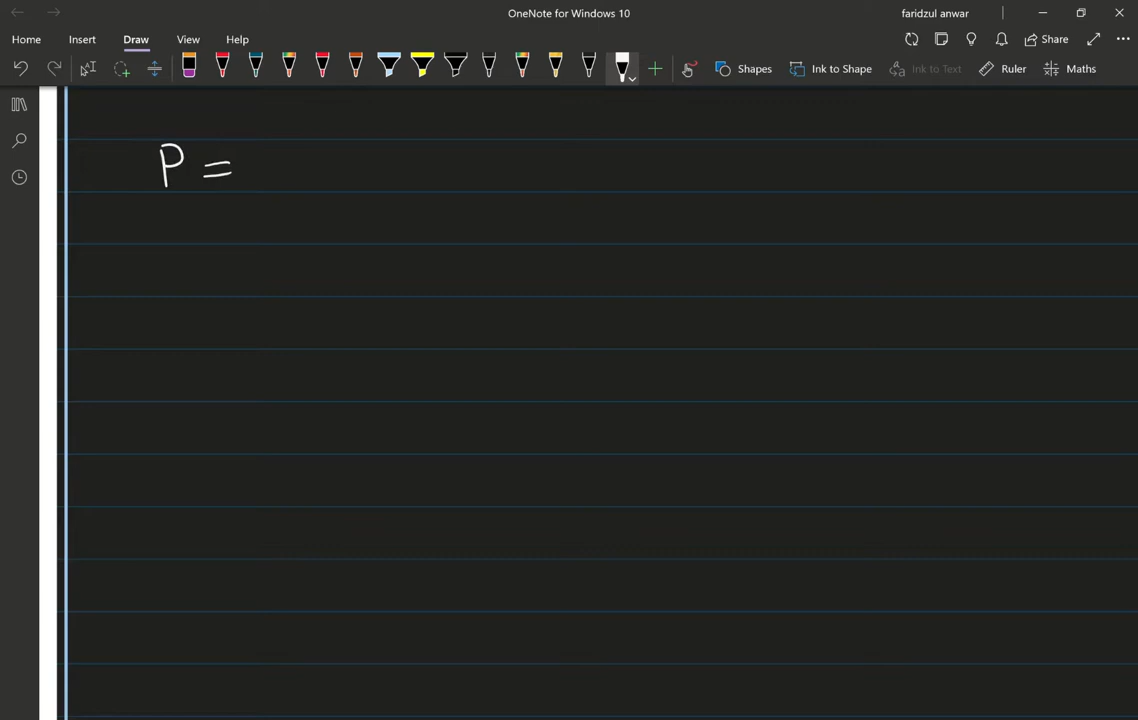 OneNote for Windows 10
faridzul anwar
Home Insert Draw View Help
Share
Shapes Ink to Shape Ink to Text Ruler Maths
P =